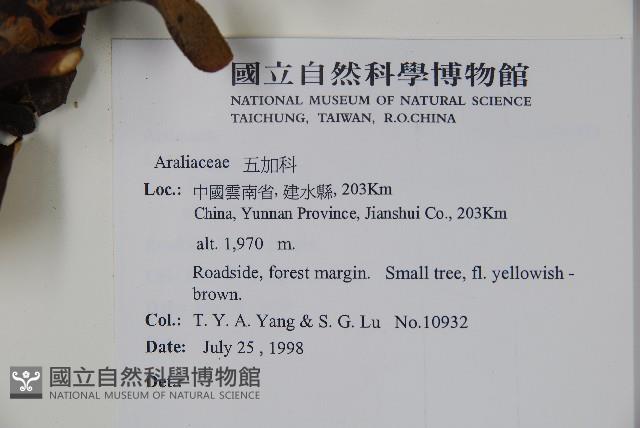 國立自然科學博物館
NATIONAL MUSEUM OF NATURAL SCIENCE
TAICHUNG, TAIWAN, R.O.CHINA
Araliaceae 五加科
Loc.: 中國雲南省, 建水縣, 203Km
China, Yunnan Province, Jianshui Co., 203Km
alt. 1,970 m.
Roadside, forest margin. Small tree, fl. yellowish -
brown.
Col.: T. Y. A. Yang & S. G. Lu No.10932
Date: July 25 , 1998
Det:
國立自然科學博物館
NATIONAL MUSEUM OF NATURAL SCIENCE